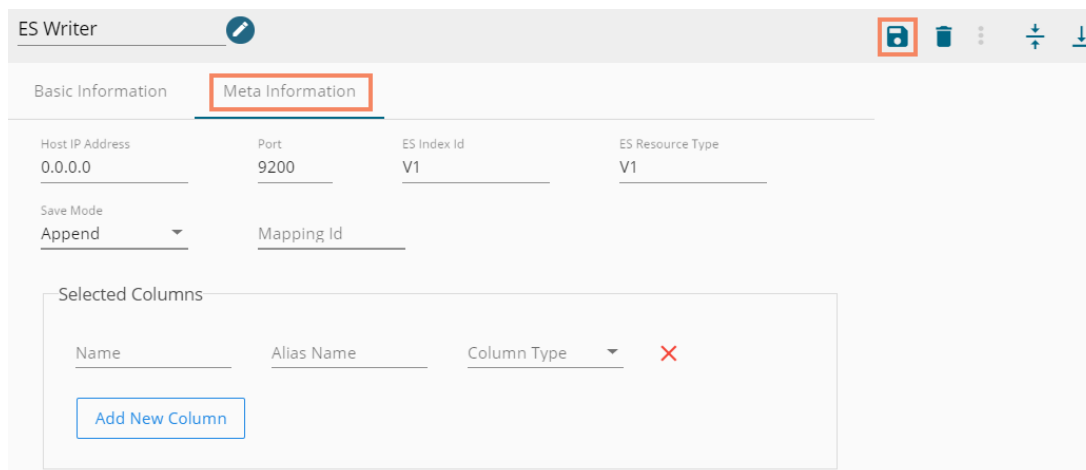 ES Writer
Basic Information Meta Information
Host IP Address Port ES Index Id ES Resource Type
0.0.0.0 9200 V1 V1
Save Mode
Append Mapping Id
Selected Columns
Name Alias Name Column Type
Add New Column